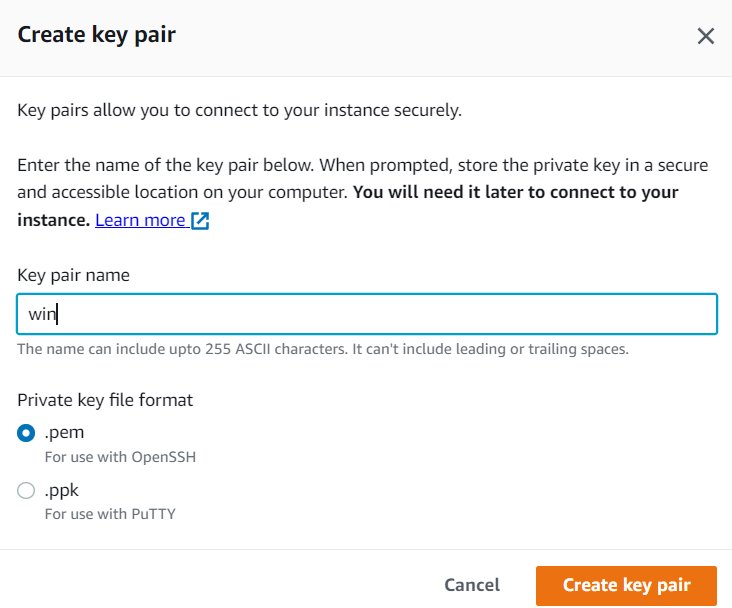 Create key pair
Key pairs allow you to connect to your instance securely.
Enter the name of the key pair below. When prompted, store the private key in a secure
and accessible location on your computer. You will need it later to connect to your
instance. Learn more
Key pair name
win
The name can include upto 255 ASCII characters. It can't include leading or trailing spaces.
Private key file format
.pem
For use with OpenSSH
.ppk
For use with PuTTY
Cancel
Create key pair